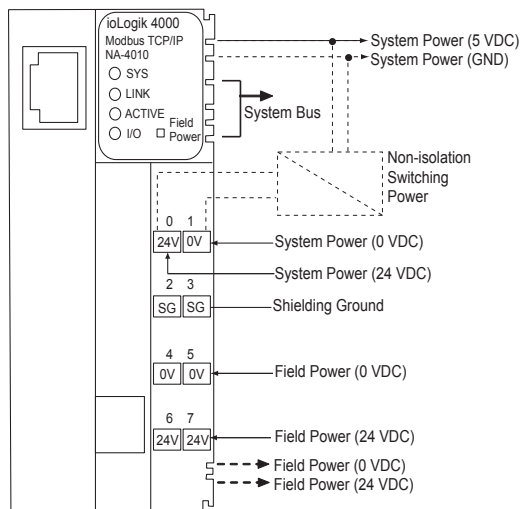 ioLogik 4000
Modbus TCP/IP
NA-4010
SYS
LINK
ACTIVE
I/O
Field
Power
System Power (5 VDC)
System Power (GND)
System Bus
Non-isolation
Switching
Power
0 1
24V 0V
System Power (0 VDC)
System Power (24 VDC)
2 3
SG SG
Shielding Ground
4 5
0V 0V
Field Power (0 VDC)
6 7
24V 24V
Field Power (24 VDC)
Field Power (0 VDC)
Field Power (24 VDC)